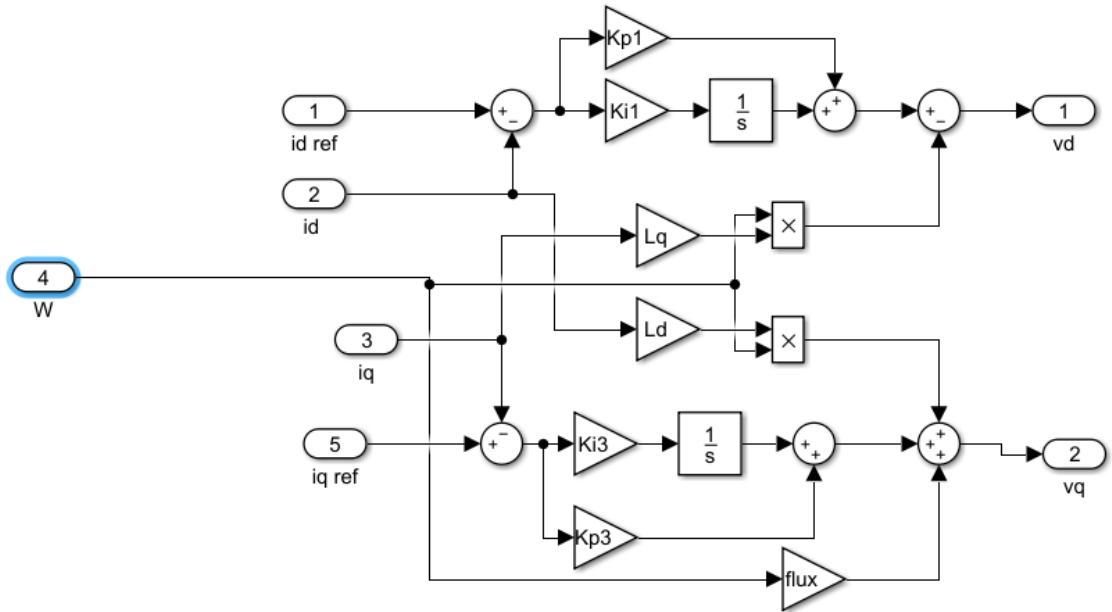 Kp1
1
id ref
+
−
Ki1
1
s
+
+
+
−
1
vd
2
id
Lq
×
4
W
3
iq
Ld
×
5
iq ref
+
−
Ki3
1
s
+
+
+
+
+
2
vq
Kp3
flux